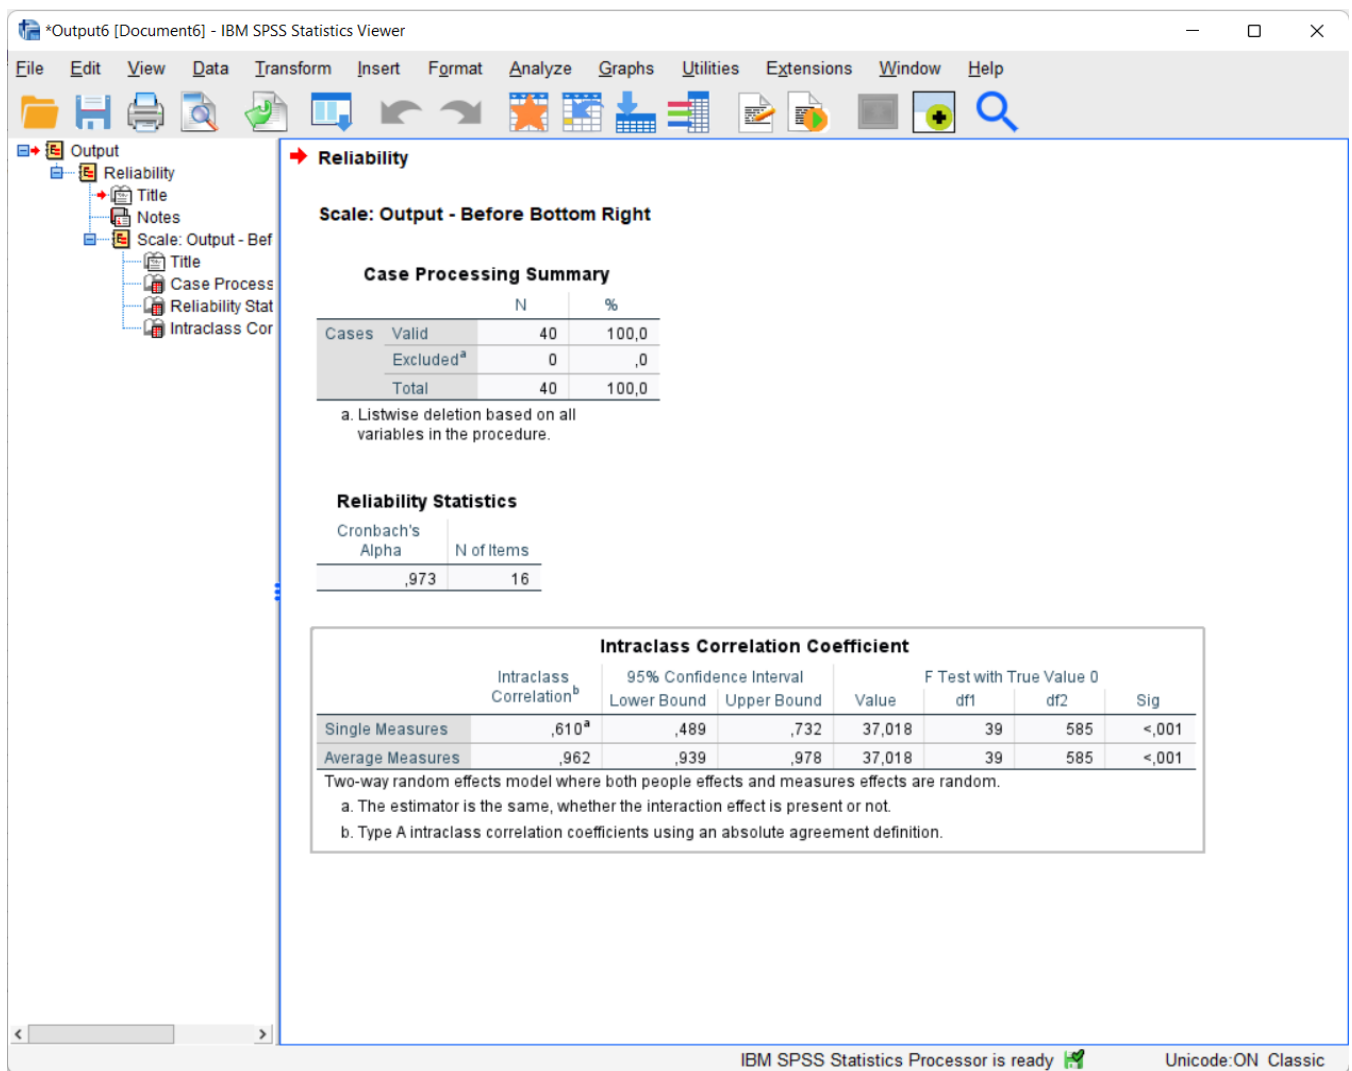 *Output6 [Document6] - IBM SPSS Statistics Viewer
File Edit View Data Transform Insert Format Analyze Graphs Utilities Extensions Window Help
Output
Reliability
Title
Notes
Scale: Output - Bef
Title
Case Process
Reliability Stat
Intraclass Cor
Reliability
Scale: Output - Before Bottom Right
Case Processing Summary
N %
Cases Valid 40 100,0
Excludedᵃ 0 ,0
Total 40 100,0
a. Listwise deletion based on all
variables in the procedure.
Reliability Statistics
Cronbach's
Alpha N of Items
,973 16
Intraclass Correlation Coefficient
Intraclass 95% Confidence Interval F Test with True Value 0
Correlationᵇ Lower Bound Upper Bound Value df1 df2 Sig
Single Measures ,610ᵃ ,489 ,732 37,018 39 585 <,001
Average Measures ,962 ,939 ,978 37,018 39 585 <,001
Two-way random effects model where both people effects and measures effects are random.
a. The estimator is the same, whether the interaction effect is present or not.
b. Type A intraclass correlation coefficients using an absolute agreement definition.
IBM SPSS Statistics Processor is ready Unicode:ON Classic